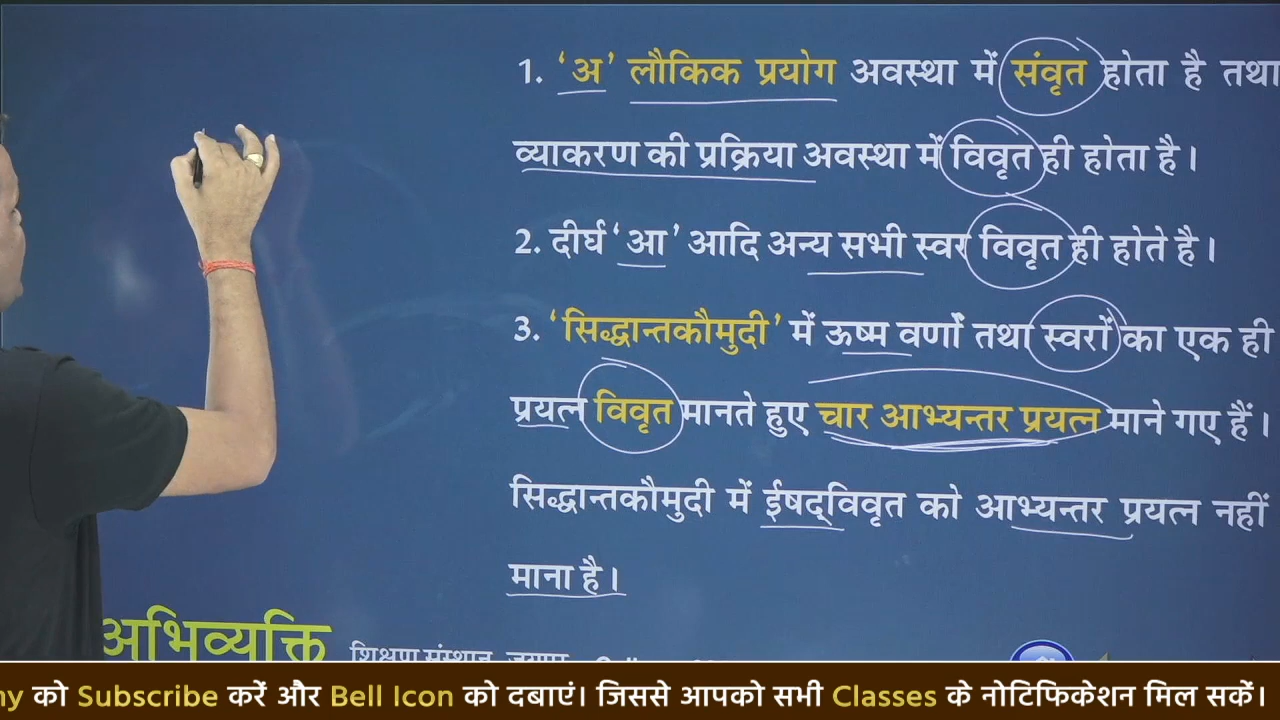 1. 'अ' लौकिक प्रयोग अवस्था में संवृत होता है तथा
व्याकरण की प्रक्रिया अवस्था में विवृत ही होता है।
2. दीर्घ 'आ' आदि अन्य सभी स्वर विवृत ही होते है।
3. 'सिद्धान्तकौमुदी' में ऊष्म वर्णों तथा स्वरों का एक ही
प्रयत्न विवृत मानते हुए चार आभ्यन्तर प्रयत्न माने गए हैं।
सिद्धान्तकौमुदी में ईषद्विवृत को आभ्यन्तर प्रयत्न नहीं
माना है।
अभिव्यक्ति
शिक्षण संस्थान
को Subscribe करें और Bell Icon को दबाएं। जिससे आपको सभी Classes के नोटिफिकेशन मिल सकें।